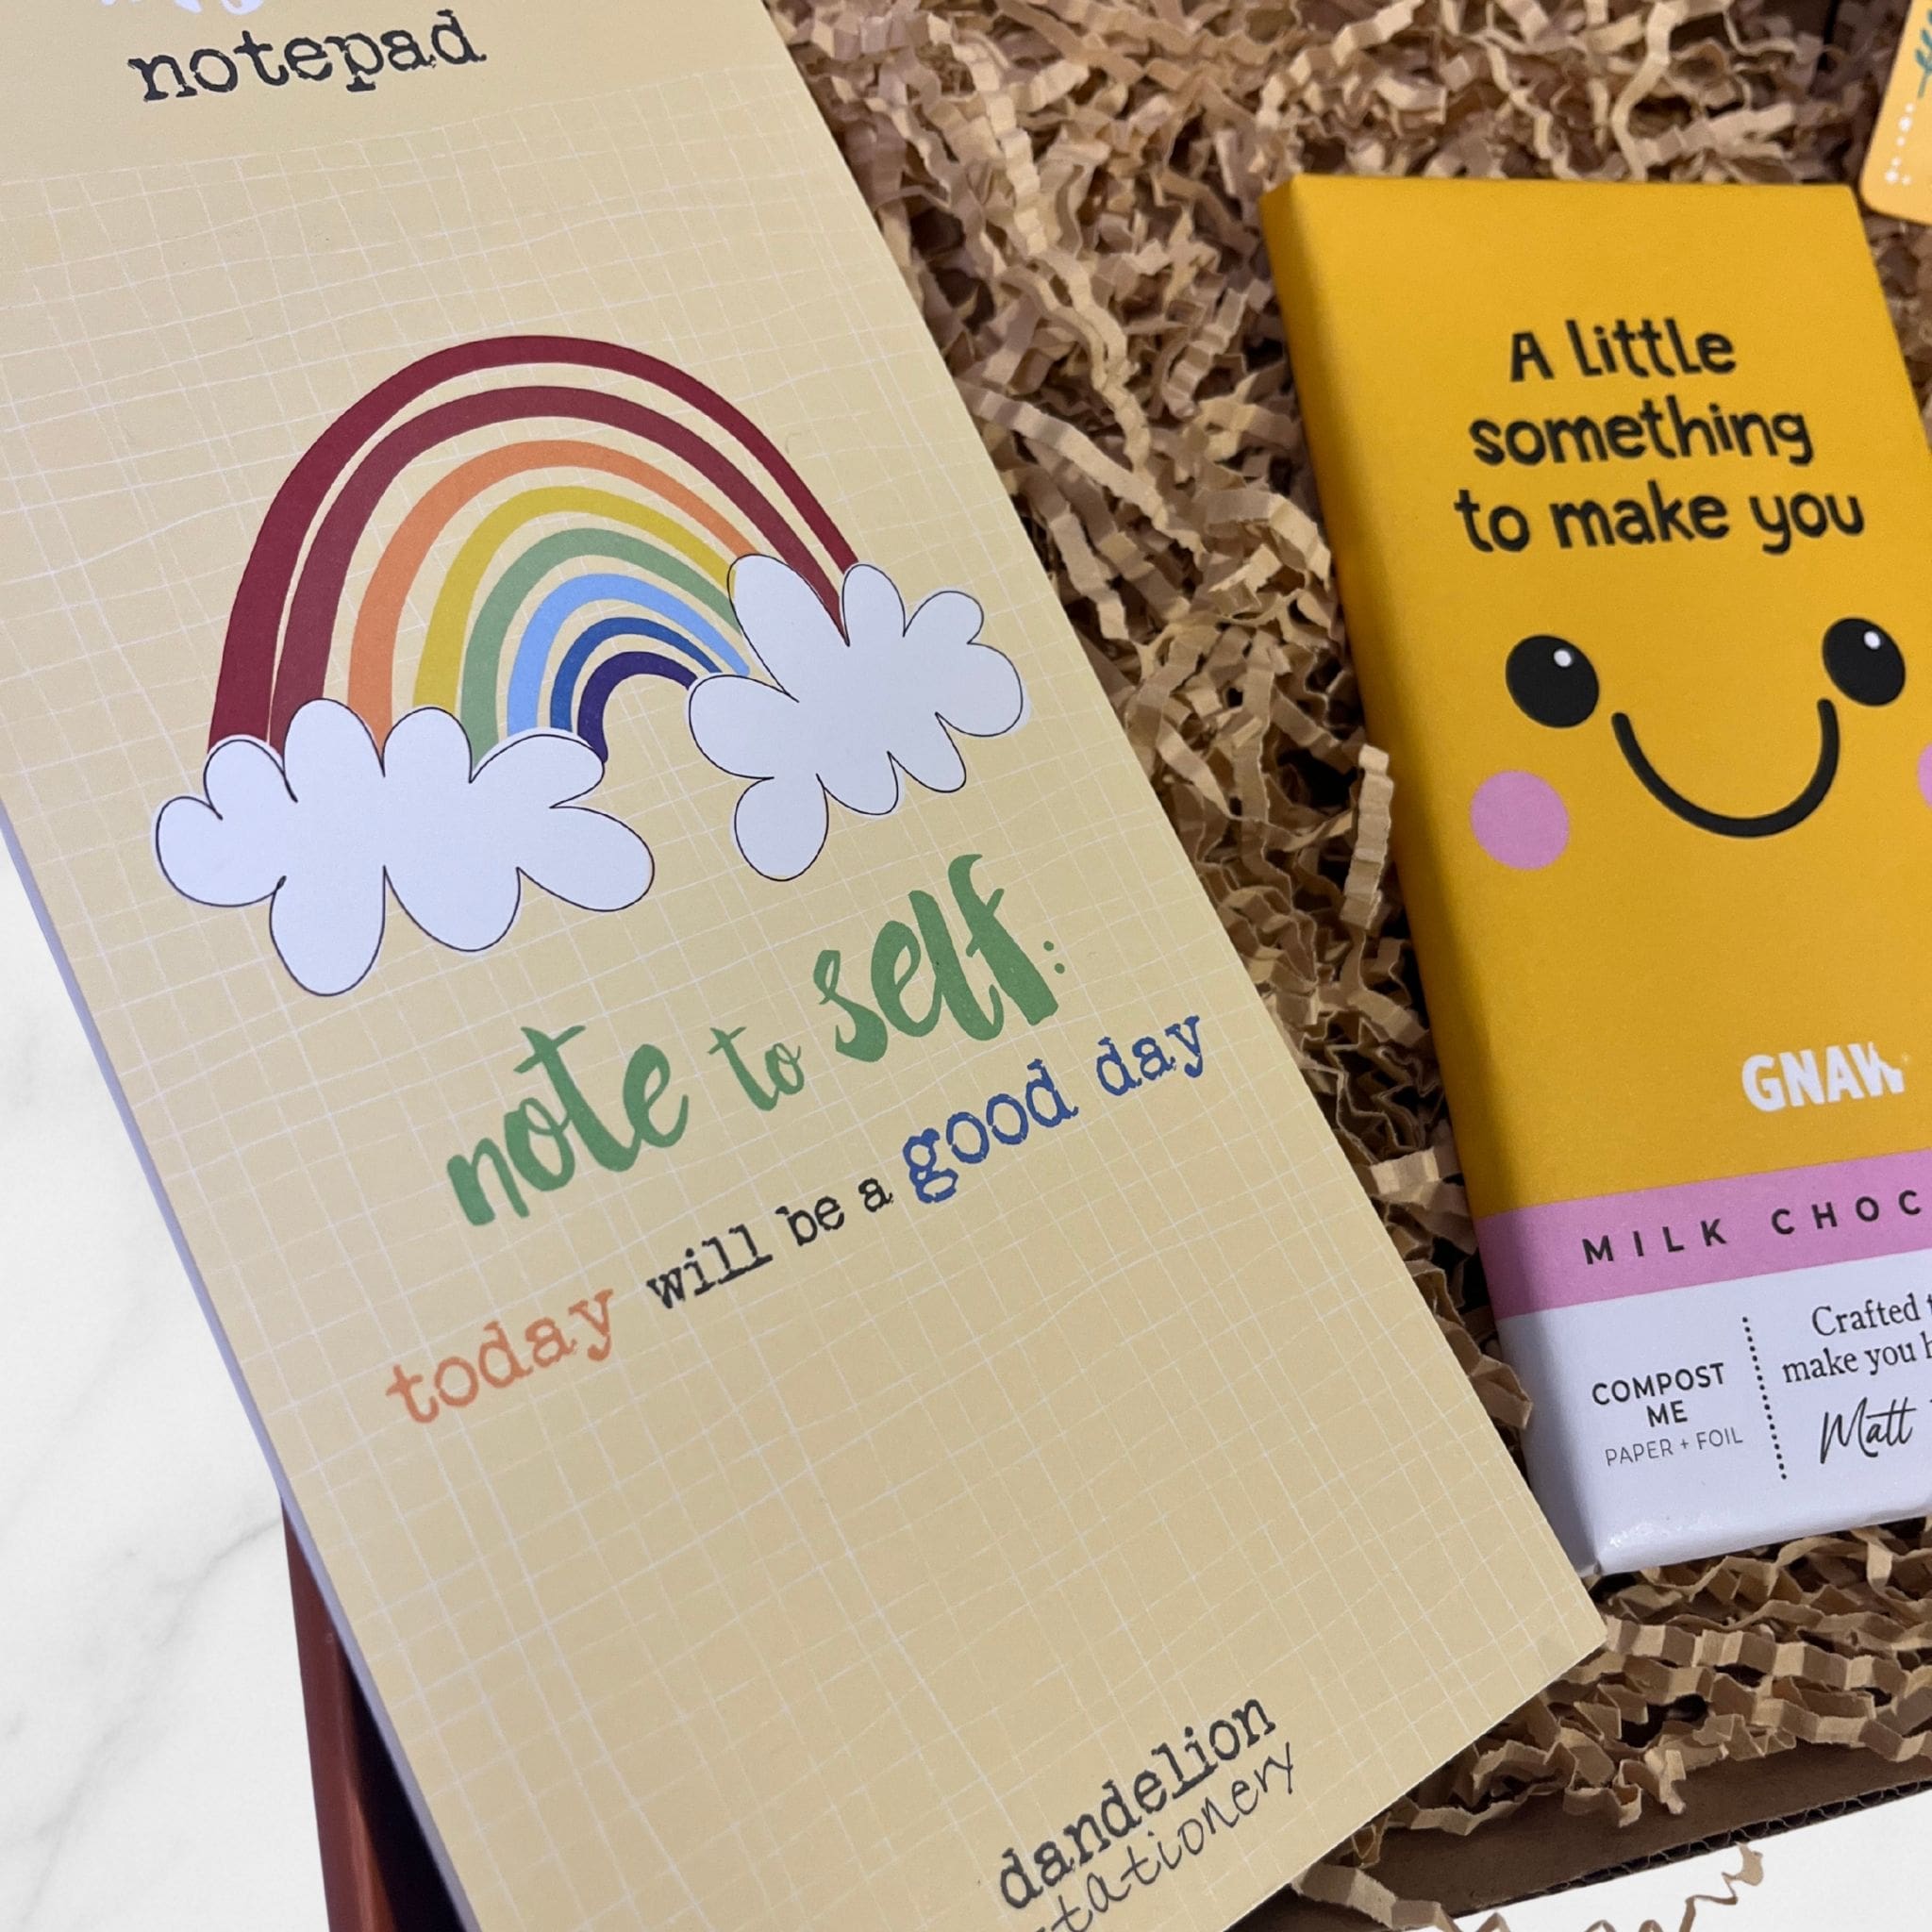 notepad
note to self:
today will be a good day
dandelion
stationery
A little
something
to make you
GNAW
MILK CHOC
COMPOST
ME
PAPER + FOIL
Crafted
make you
Matt